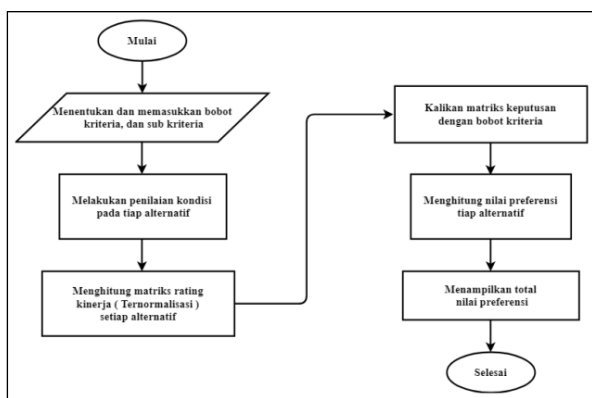 Mulai
Menentukan dan memasukkan bobot
kriteria, dan sub kriteria
Melakukan penilaian kondisi
pada tiap alternatif
Menghitung matriks rating
kinerja ( Ternormalisasi )
setiap alternatif
Kalikan matriks keputusan
dengan bobot kriteria
Menghitung nilai preferensi
tiap alternatif
Menampilkan total
nilai preferensi
Selesai